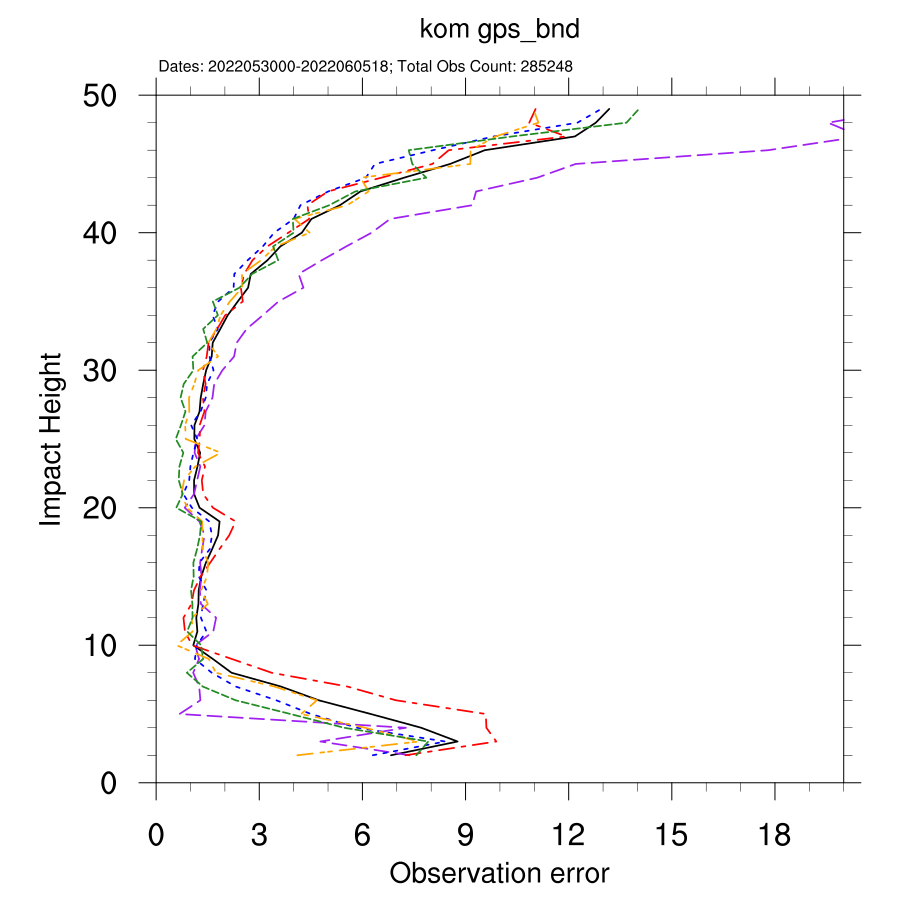 kom gps_bnd
Dates: 2022053000-2022060518; Total Obs Count: 285248
50
40
30
20
10
0
Impact Height
0 3 6 9 12 15 18
Observation error